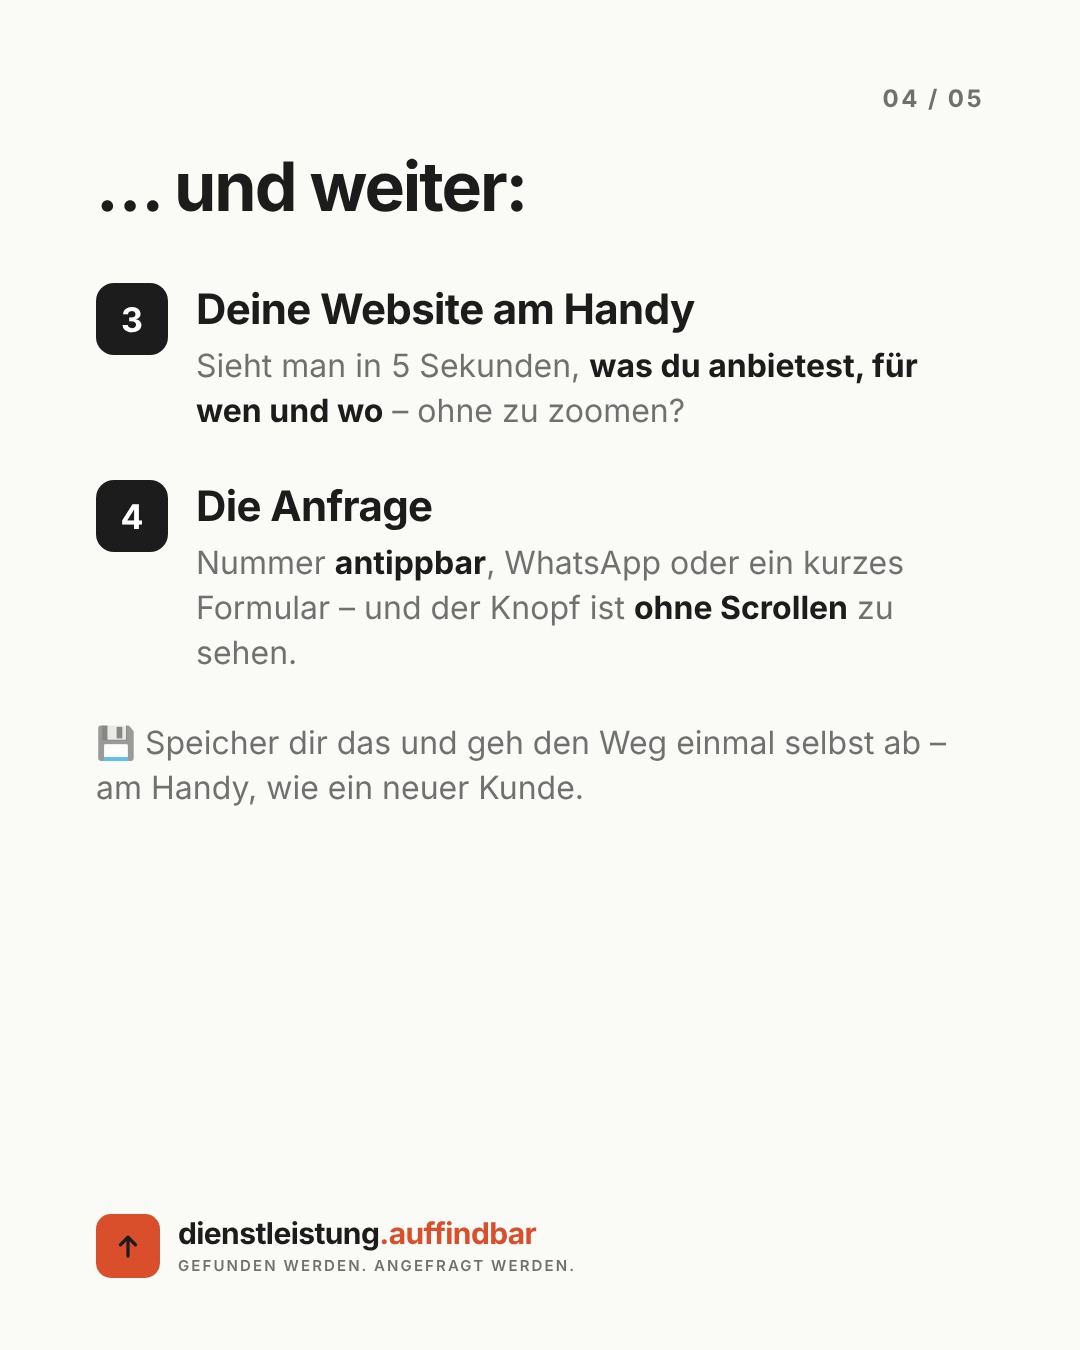 04 / 05
… und weiter:
3
Deine Website am Handy
Sieht man in 5 Sekunden, was du anbietest, für
wen und wo – ohne zu zoomen?
4
Die Anfrage
Nummer antippbar, WhatsApp oder ein kurzes
Formular – und der Knopf ist ohne Scrollen zu
sehen.
💾 Speicher dir das und geh den Weg einmal selbst ab –
am Handy, wie ein neuer Kunde.
dienstleistung.auffindbar
GEFUNDEN WERDEN. ANGEFRAGT WERDEN.